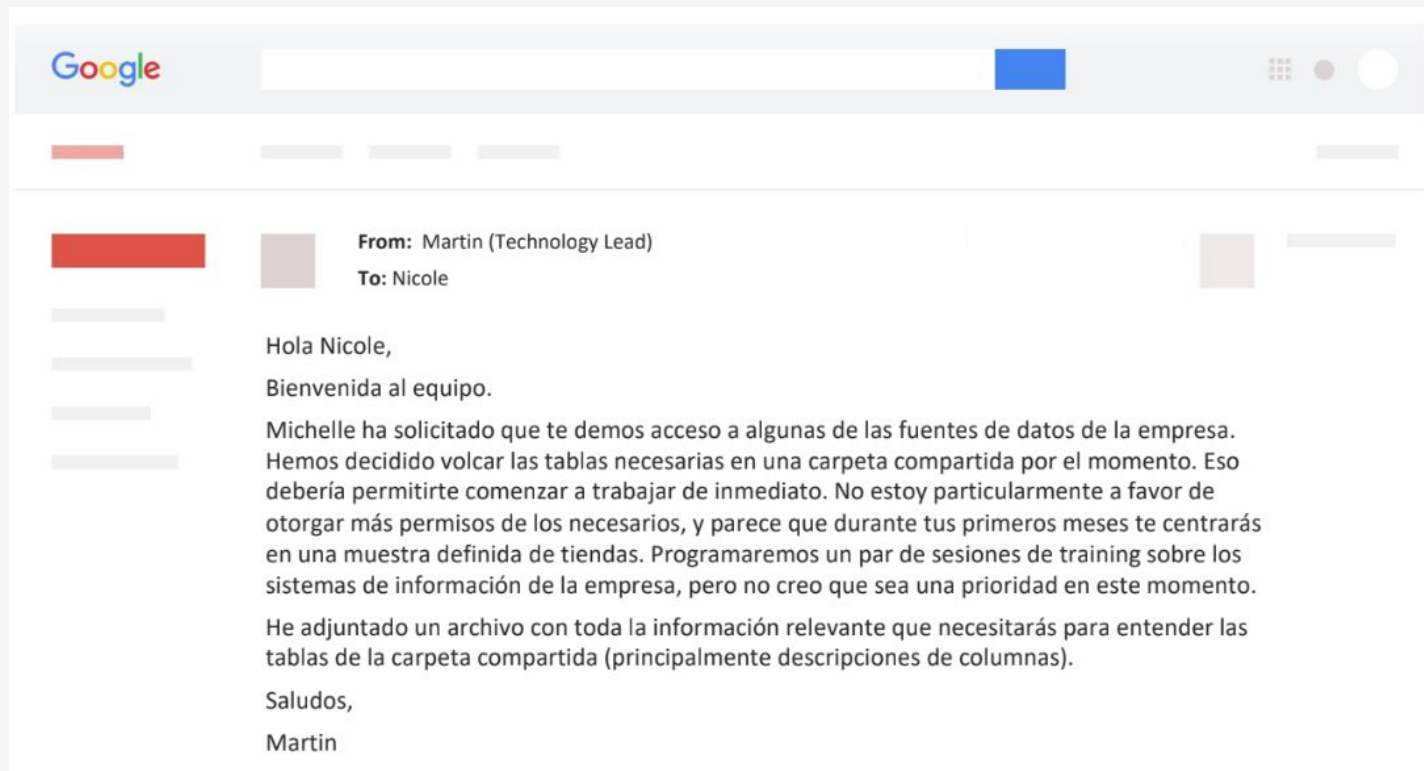 Google
From: Martin (Technology Lead)
To: Nicole
Hola Nicole,
Bienvenida al equipo.
Michelle ha solicitado que te demos acceso a algunas de las fuentes de datos de la empresa.
Hemos decidido volcar las tablas necesarias en una carpeta compartida por el momento. Eso
debería permitirte comenzar a trabajar de inmediato. No estoy particularmente a favor de
otorgar más permisos de los necesarios, y parece que durante tus primeros meses te centrarás
en una muestra definida de tiendas. Programaremos un par de sesiones de training sobre los
sistemas de información de la empresa, pero no creo que sea una prioridad en este momento.
He adjuntado un archivo con toda la información relevante que necesitarás para entender las
tablas de la carpeta compartida (principalmente descripciones de columnas).
Saludos,
Martin